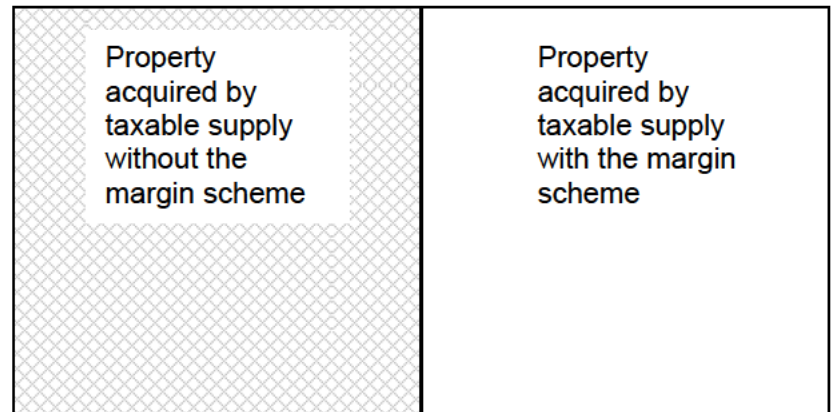 Property
acquired by
taxable supply
without the
margin scheme
Property
acquired by
taxable supply
with the margin
scheme